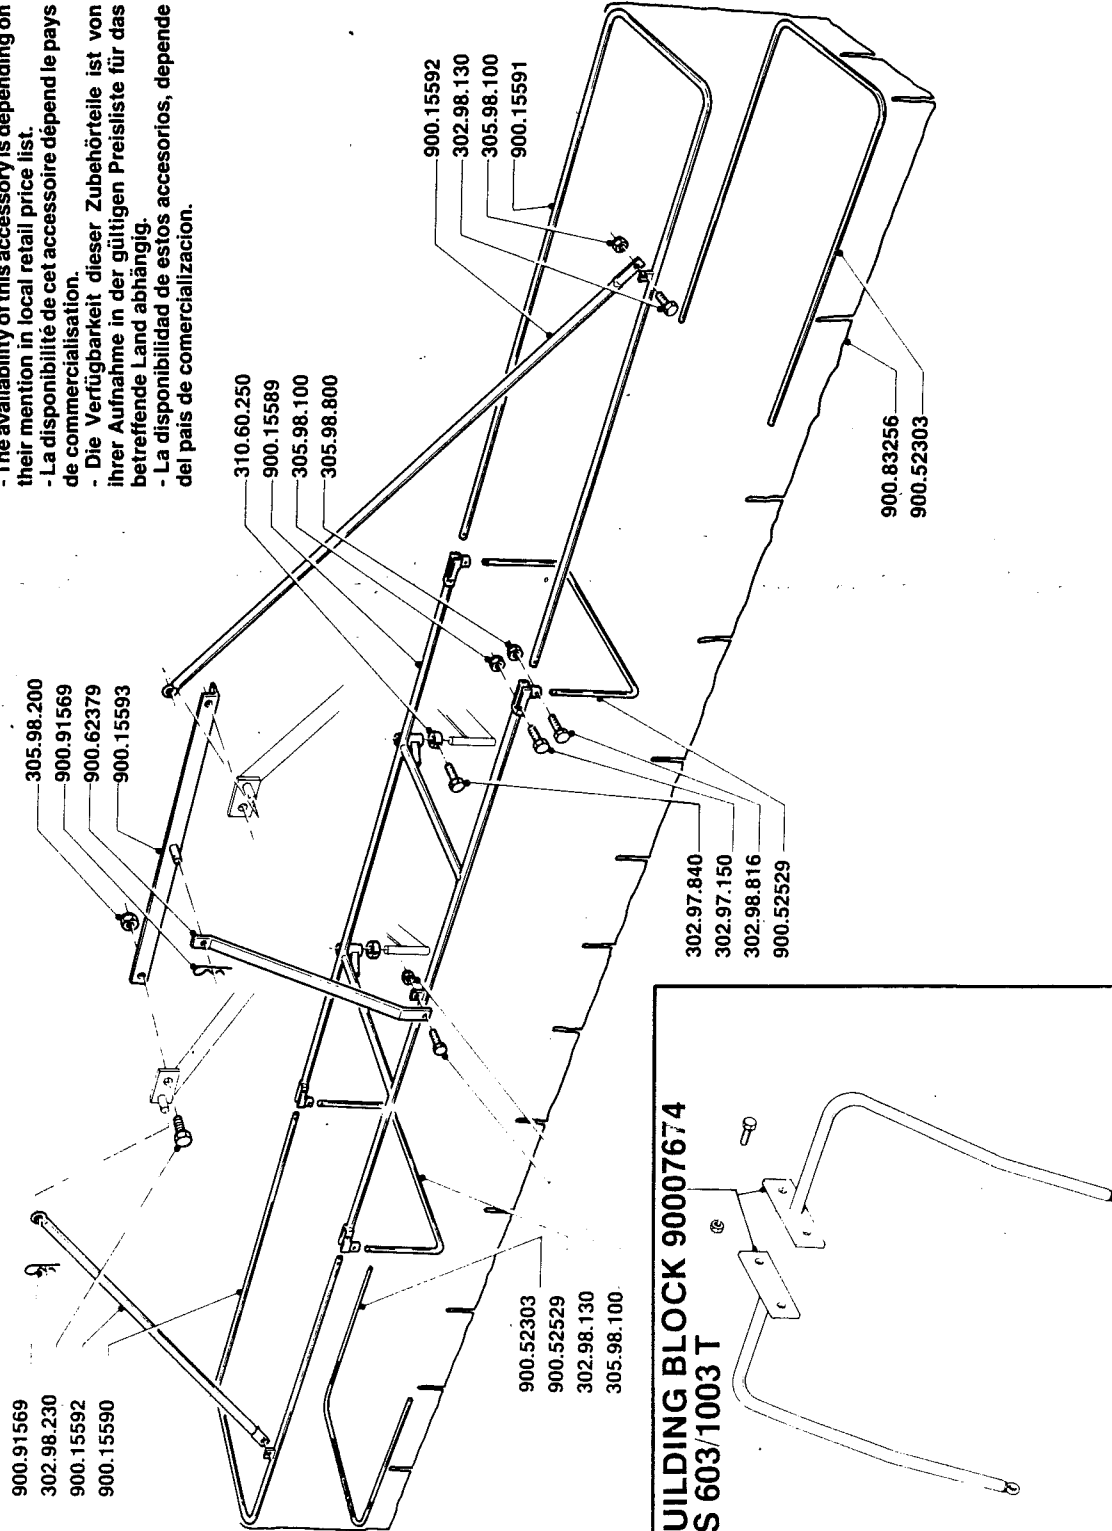 - The availability of this accessory is depending on
their mention in local retail price list.
- La disponibilité de cet accessoire dépend le pays
de commercialisation.
- Die Verfügbarkeit dieser Zubehörteile ist von
ihrer Aufnahme in der gültigen Preisliste für das
betreffende Land abhängig.
- La disponibilidad de estos accesorios, depende
del pais de comercializacion.
900.15592
302.98.130
305.98.100
900.15591
310.60.250
900.15589
305.98.100
305.98.800
305.98.200
900.91569
900.62379
900.15593
900.91569
302.98.230
900.15592
900.15590
900.83256
900.52303
302.97.840
302.97.150
302.98.816
900.52529
900.52303
900.52529
302.98.130
305.98.100
UILDING BLOCK 90007674
S 603/1003 T